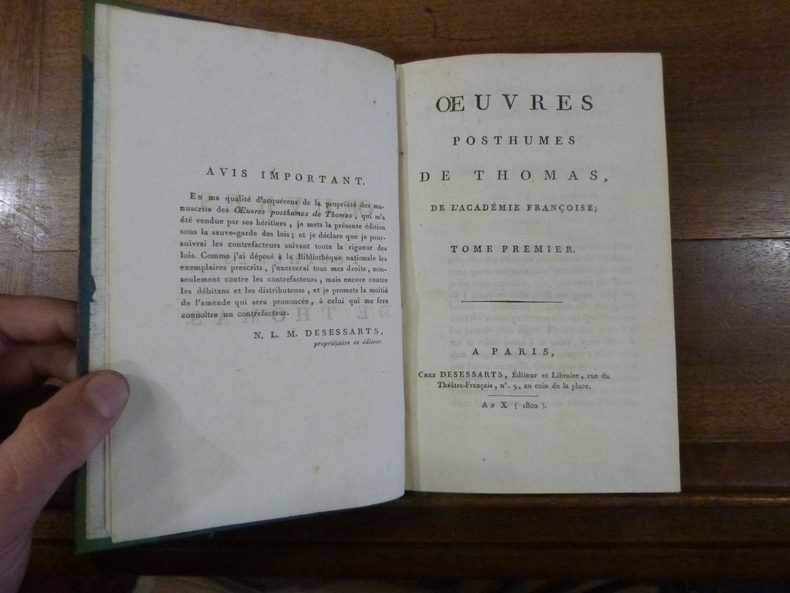 AVIS IMPORTANT.
EN ma qualité d'acquéreur de la propriété des ma-
nuscrits des Œuvres posthumes de Thomas, qui m'a
été vendue par ses héritiers, je mets la présente édition
sous la sauve-garde des lois; et je déclare que je pour-
suivrai les contrefacteurs suivant toute la rigueur des
lois. Comme j'ai déposé à la Bibliothèque nationale les
exemplaires prescrits, j'exercerai tous mes droits, non-
seulement contre les contrefacteurs, mais encore contre
les débitans et les distributeurs, et je promets la moitié
de l'amende qui sera prononcée, à celui qui me fera
connoître un contrefacteur.
N. L. M. DESESSARTS,
propriétaire et éditeur.
ŒUVRES
POSTHUMES
DE THOMAS,
DE L'ACADÉMIE FRANÇOISE;
TOME PREMIER.
A PARIS,
CHEZ DESESSARTS, Éditeur et Libraire, rue du
Théâtre-Français, n°. 9, au coin de la place.
AN X (1802).